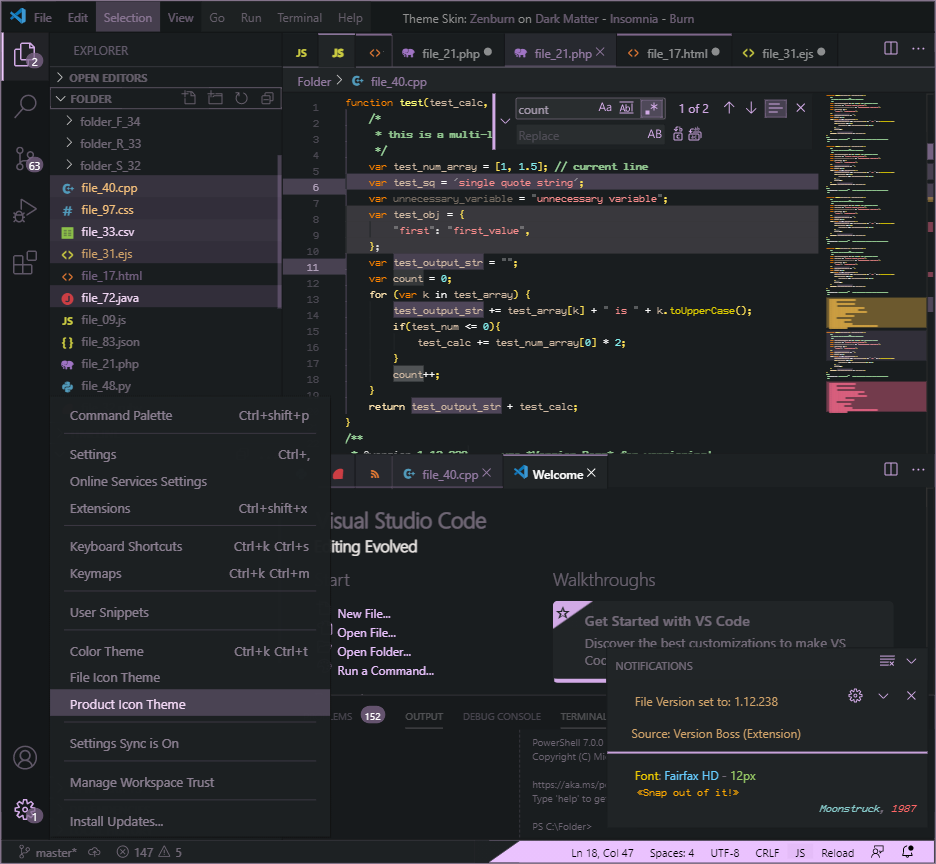 File Edit Selection View Go Run Terminal Help Theme Skin: Zenburn on Dark Matter - Insomnia - Burn
2 EXPLORER
JS JS <> file_21.php file_21.php file_17.html file_31.ejs
OPEN EDITORS
FOLDER
folder_F_34
folder_R_33
folder_S_32
63
file_40.cpp
file_97.css
file_33.csv
file_31.ejs
file_17.html
file_72.java
JS file_09.js
file_83.json
file_21.php
file_48.py
Folder > file_40.cpp
count Aa Abl .* 1 of 2
Replace AB
1 function test(test_calc,
2 /*
3 * this is a multi-l
4 */
5 var test_num_array = [1, 1.5]; // current line
6 var test_sq = ´single quote string´;
7 var unnecessary_variable = "unnecessary variable";
8 var test_obj = {
9 "first": "first_value",
10 };
11 var test_output_str = "";
12 var count = 0;
13 for (var k in test_array) {
14 test_output_str += test_array[k] + " is " + k.toUpperCase();
15 if(test_num <= 0){
16 test_calc += test_num_array[0] * 2;
17 }
18 count++;
19 }
return test_output_str + test_calc;
}
/**
Command Palette Ctrl+shift+p
Settings Ctrl+,
Online Services Settings
Extensions Ctrl+shift+x
Keyboard Shortcuts Ctrl+k Ctrl+s
Keymaps Ctrl+k Ctrl+m
User Snippets
Color Theme Ctrl+k Ctrl+t
File Icon Theme
Product Icon Theme
Settings Sync is On
Manage Workspace Trust
Install Updates...
1
file_40.cpp Welcome
isual Studio Code
iting Evolved
art
New File...
Open File...
Open Folder...
Run a Command...
Walkthroughs
Get Started with VS Code
Discover the best customizations to make VS
Coc
LEMS 152 OUTPUT DEBUG CONSOLE TERMINAL
PowerShell 7.0.0
Copyright (C) Mi
https://aka.ms/p
Type 'help' to ge
PS C:\Folder>
NOTIFICATIONS
File Version set to: 1.12.238
Source: Version Boss (Extension)
Font: Fairfax HD - 12px
«Snap out of it!»
Moonstruck, 1987
master* 147 5 Ln 18, Col 47 Spaces: 4 UTF-8 CRLF JS Reload